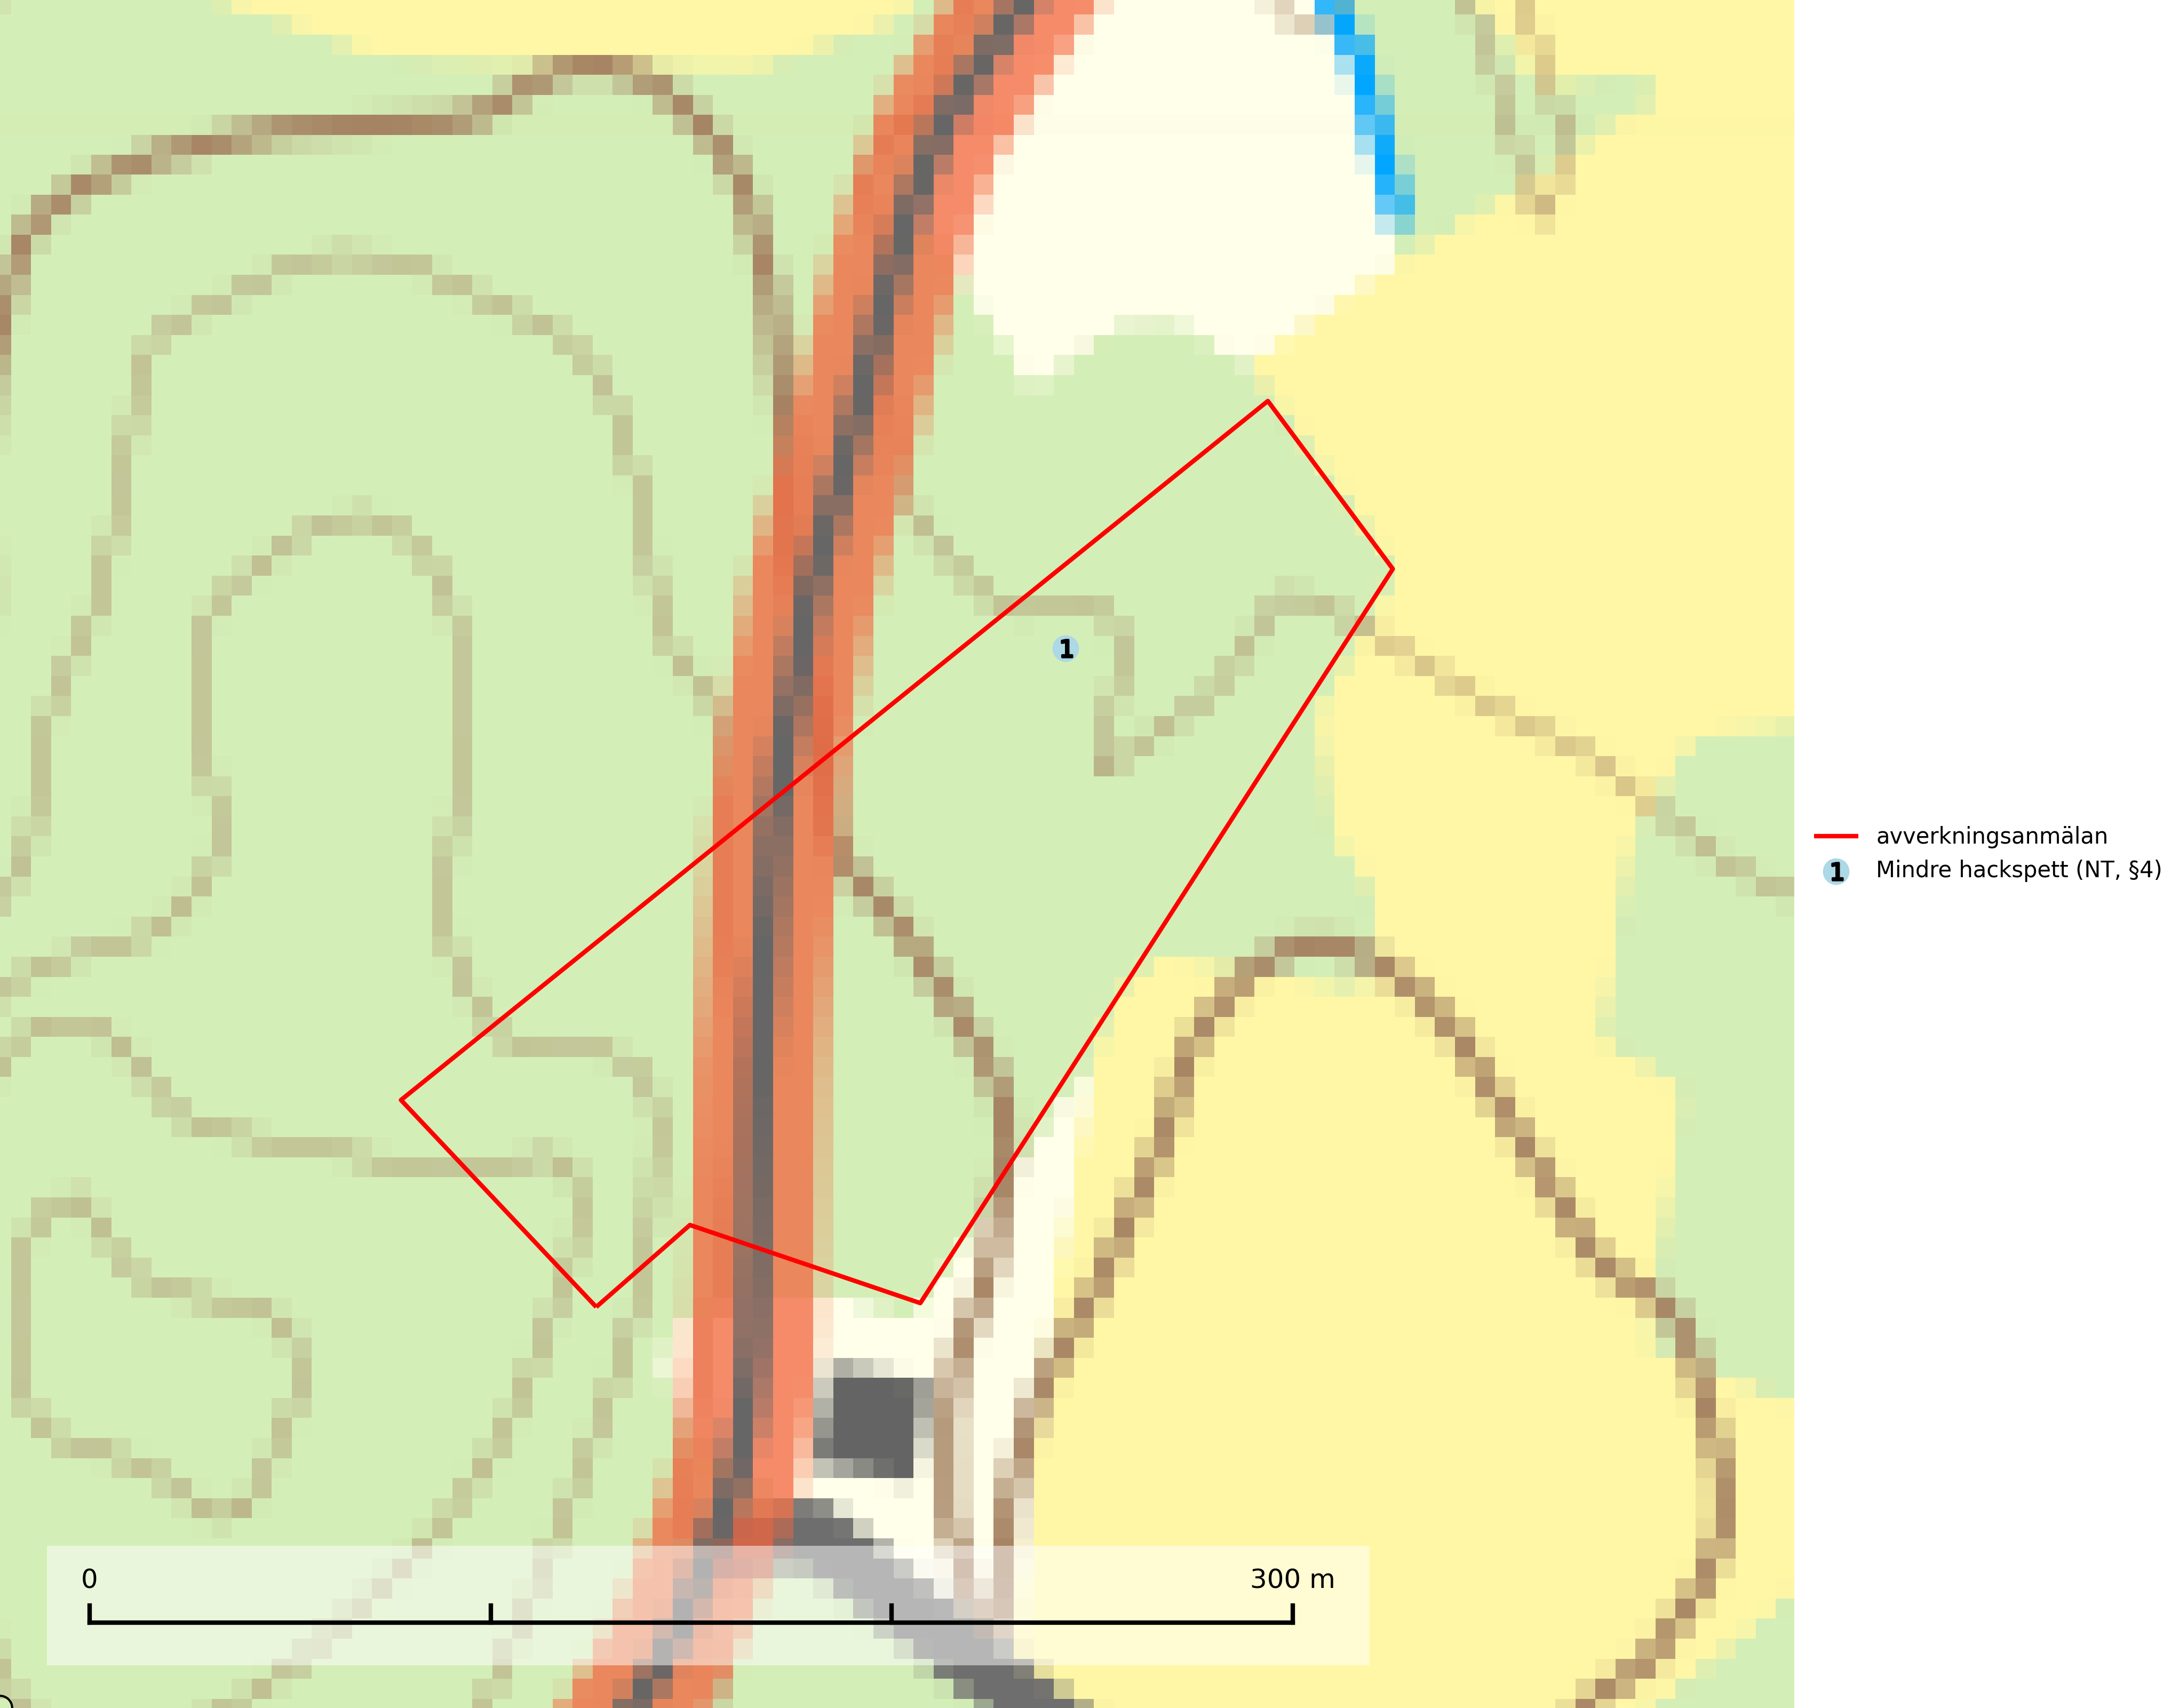 1
avverkningsanmälan
1 Mindre hackspett (NT, §4)
0 300 m